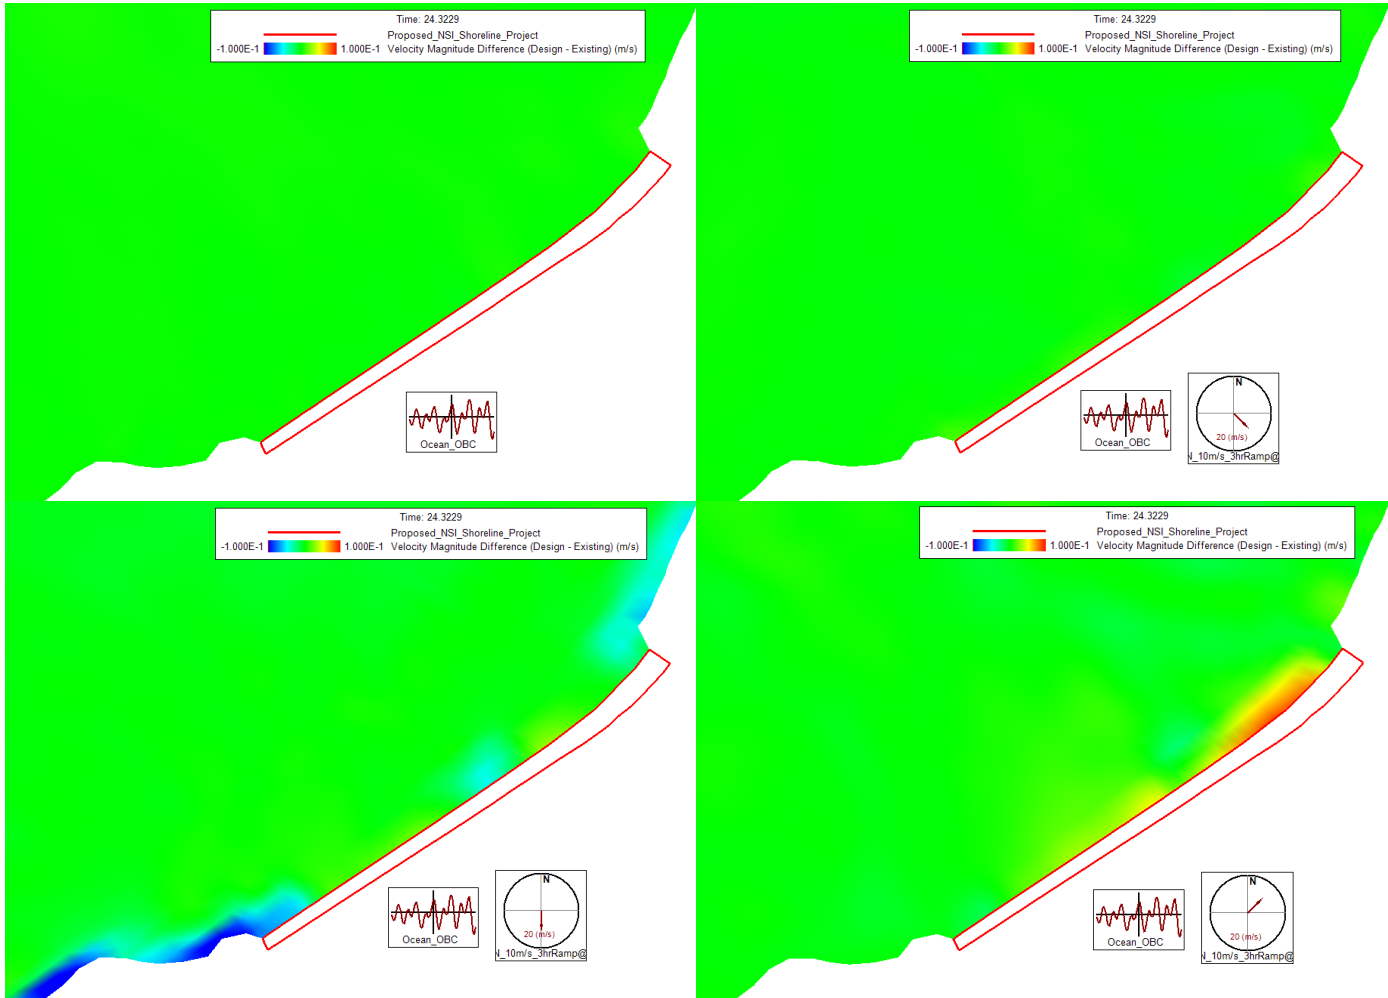 Time: 24.3229
Proposed_NSI_Shoreline_Project
-1.000E-1 1.000E-1 Velocity Magnitude Difference (Design - Existing) (m/s)
Ocean_OBC
Time: 24.3229
Proposed_NSI_Shoreline_Project
-1.000E-1 1.000E-1 Velocity Magnitude Difference (Design - Existing) (m/s)
Ocean_OBC
N
20 (m/s)
N_10m/s_3hrRamp@
Time: 24.3229
Proposed_NSI_Shoreline_Project
-1.000E-1 1.000E-1 Velocity Magnitude Difference (Design - Existing) (m/s)
Ocean_OBC
N
20 (m/s)
N_10m/s_3hrRamp@
Time: 24.3229
Proposed_NSI_Shoreline_Project
-1.000E-1 1.000E-1 Velocity Magnitude Difference (Design - Existing) (m/s)
Ocean_OBC
N
20 (m/s)
N_10m/s_3hrRamp@